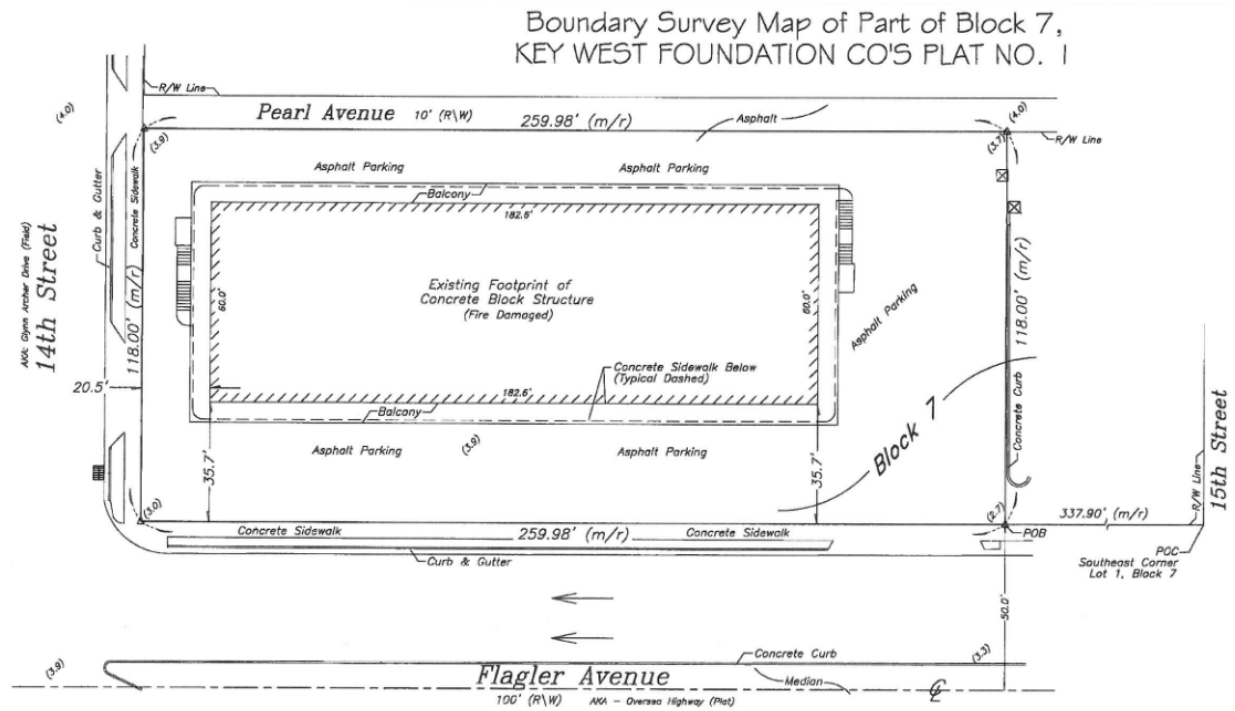 Boundary Survey Map of Part of Block 7,
KEY WEST FOUNDATION CO'S PLAT NO. 1
R/W Line
(4.0)
Pearl Avenue 10' (R\W)
259.98' (m/r)
Asphalt
(4.0)
(3.9)
(3.7)
R/W Line
Asphalt Parking
Asphalt Parking
Curb & Gutter
Concrete Sidewalk
Balcony
182.6'
AKA: Glynn Archer Drive (Field)
14th Street
118.00' (m/r)
60.0'
Existing Footprint of
Concrete Block Structure
(Fire Damaged)
60.0'
Asphalt Parking
118.00' (m/r)
20.5'
Concrete Sidewalk Below
(Typical Dashed)
182.6'
Balcony
Block 7
Concrete Curb
15th Street
Asphalt Parking
(3.9)
Asphalt Parking
35.7'
35.7'
R/W Line
(3.0)
(2.7)
337.90' (m/r)
Concrete Sidewalk
259.98' (m/r)
Concrete Sidewalk
POB
Curb & Gutter
POC
Southeast Corner
Lot 1, Block 7
50.0'
(3.9)
Concrete Curb
(3.3)
Flagler Avenue
Median
100' (R\W)
AKA - Oversea Highway (Plat)
℄